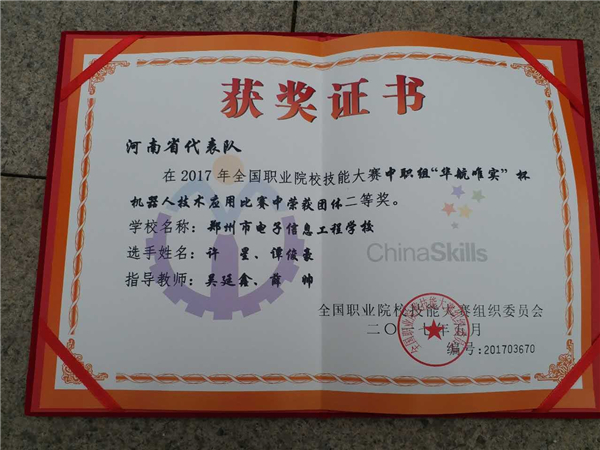 获奖证书
河南省代表队
在2017年全国职业院校技能大赛中职组“华航唯实”杯
机器人技术应用比赛中荣获团体二等奖。
学校名称：郑州市电子信息工程学校
选手姓名：许 星、谭俊豪
指导教师：吴廷鑫、薛 帅
ChinaSkills
全国职业院校技能大赛组织委员会
二〇一七年五月
编号:201703670